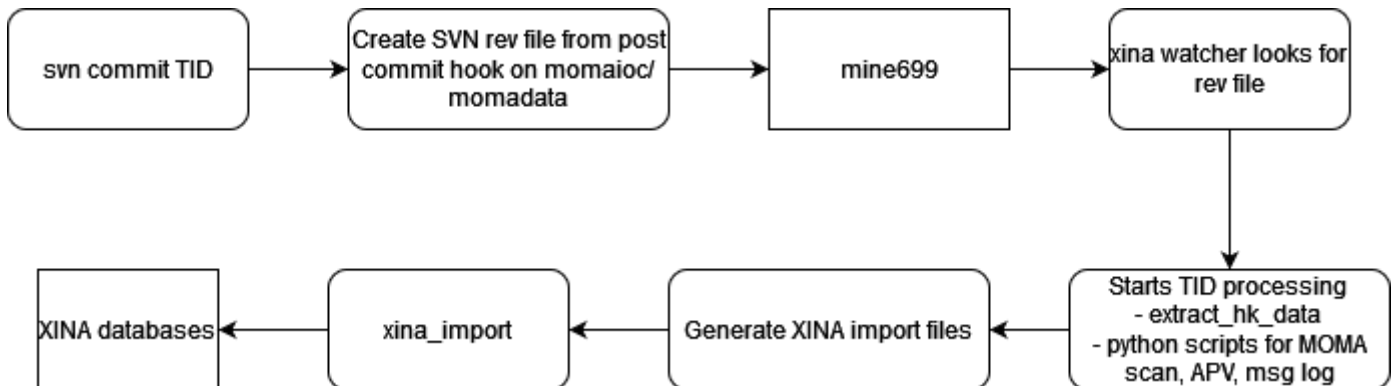 svn commit TID
Create SVN rev file from post
commit hook on momaioc/
momadata
mine699
xina watcher looks for
rev file
XINA databases
xina_import
Generate XINA import files
Starts TID processing
- extract_hk_data
- python scripts for MOMA
scan, APV, msg log